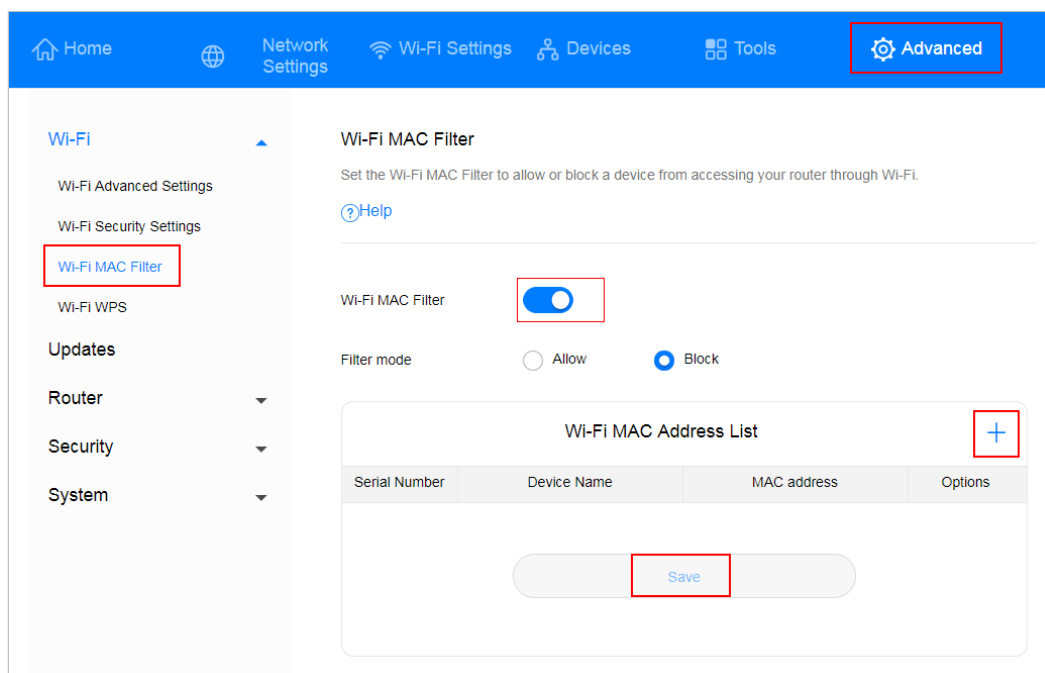 Home
Network
Settings
Wi-Fi Settings
Devices
Tools
Advanced
Wi-Fi
Wi-Fi Advanced Settings
Wi-Fi Security Settings
Wi-Fi MAC Filter
Wi-Fi WPS
Updates
Router
Security
System
Wi-Fi MAC Filter
Set the Wi-Fi MAC Filter to allow or block a device from accessing your router through Wi-Fi.
?Help
Wi-Fi MAC Filter
Filter mode Allow Block
Wi-Fi MAC Address List +
Serial Number Device Name MAC address Options
Save